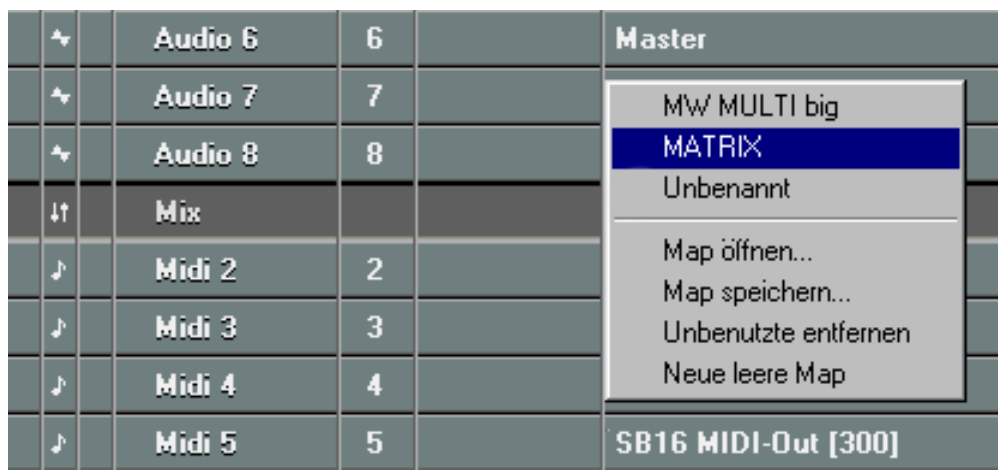 Audio 6 6 Master
Audio 7 7
Audio 8 8
Mix
Midi 2 2
Midi 3 3
Midi 4 4
Midi 5 5 SB16 MIDI-Out [300]
MW MULTI big
MATRIX
Unbenannt
Map öffnen...
Map speichern...
Unbenutzte entfernen
Neue leere Map